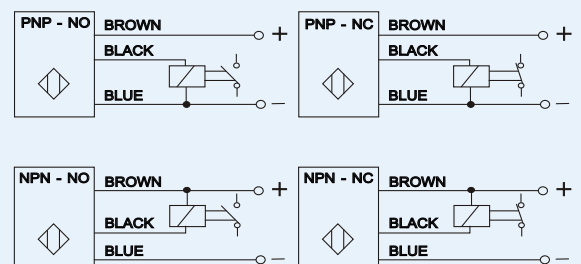 PNP - NO BROWN +
BLACK
BLUE −
PNP - NC BROWN +
BLACK
BLUE −
NPN - NO BROWN +
BLACK
BLUE −
NPN - NC BROWN +
BLACK
BLUE −